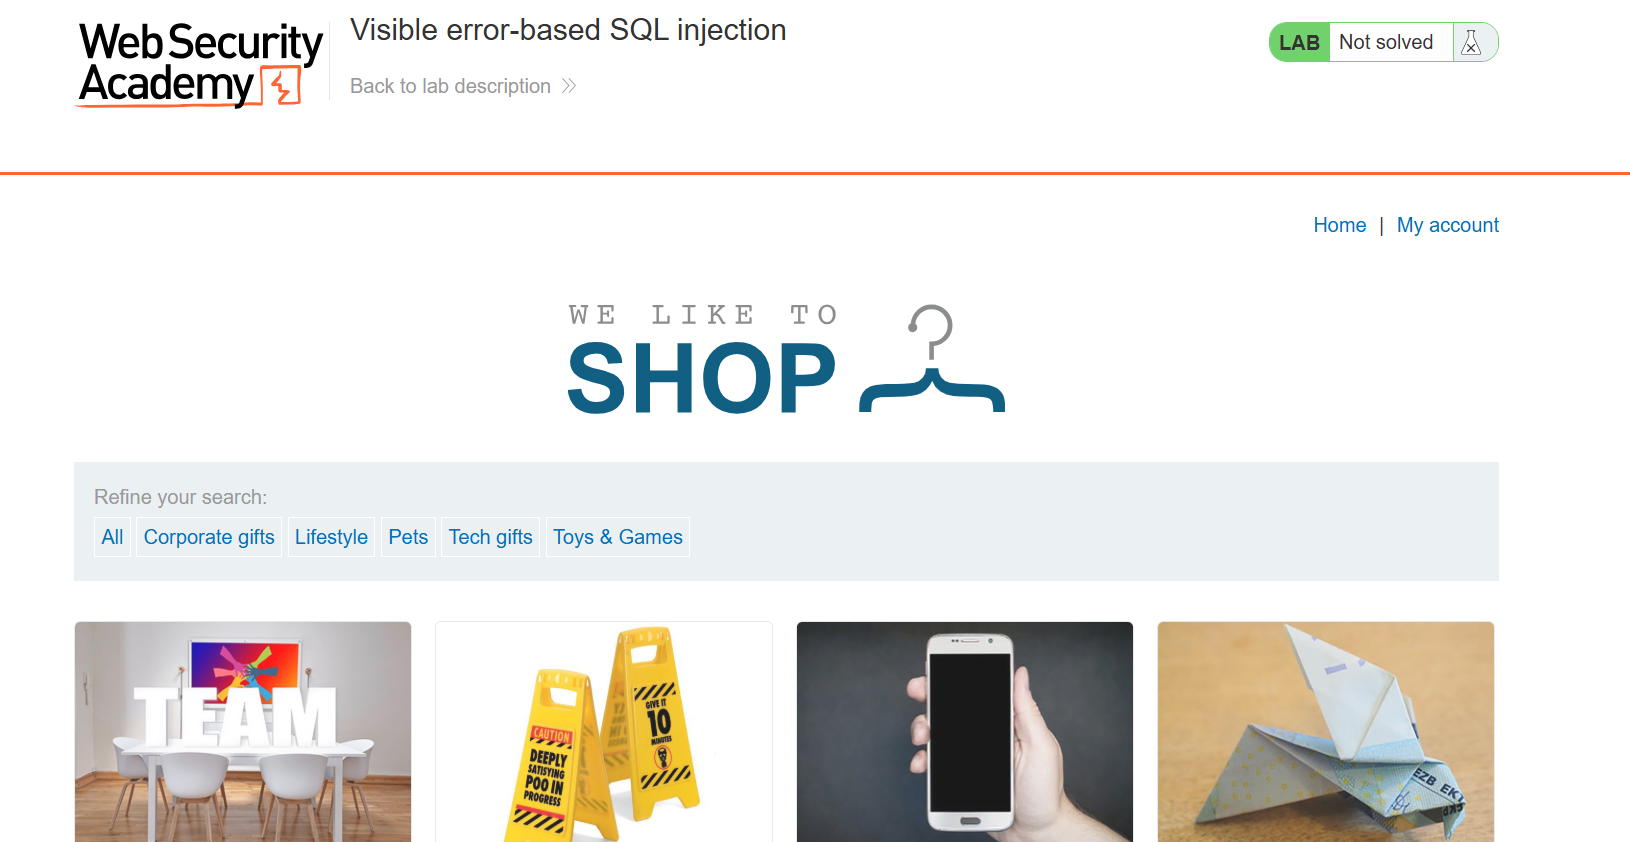 Web Security
Academy
Visible error-based SQL injection
Back to lab description
LAB Not solved
Home | My account
WE LIKE TO
SHOP
Refine your search:
All Corporate gifts Lifestyle Pets Tech gifts Toys & Games
TEAM
CAUTION
DEEPLY
SATISFYING
POO IN
PROGRESS
GIVE IT
10
MINUTES
EZB EK